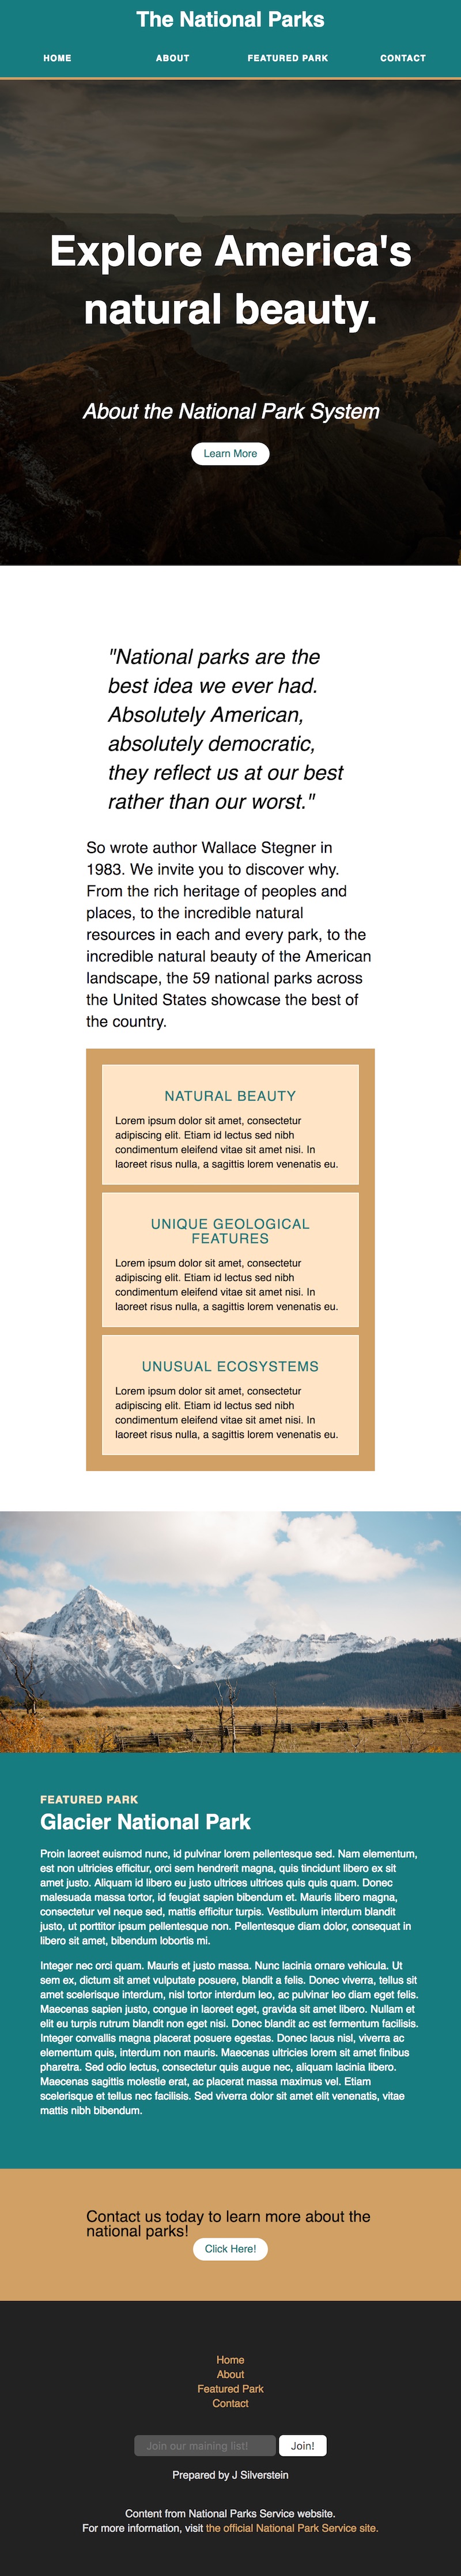 The National Parks
HOME ABOUT FEATURED PARK CONTACT
Explore America's
natural beauty.
About the National Park System
Learn More
"National parks are the
best idea we ever had.
Absolutely American,
absolutely democratic,
they reflect us at our best
rather than our worst."
So wrote author Wallace Stegner in
1983. We invite you to discover why.
From the rich heritage of peoples and
places, to the incredible natural
resources in each and every park, to the
incredible natural beauty of the American
landscape, the 59 national parks across
the United States showcase the best of
the country.
NATURAL BEAUTY
Lorem ipsum dolor sit amet, consectetur
adipiscing elit. Etiam id lectus sed nibh
condimentum eleifend vitae sit amet nisi. In
laoreet risus nulla, a sagittis lorem venenatis eu.
UNIQUE GEOLOGICAL
FEATURES
Lorem ipsum dolor sit amet, consectetur
adipiscing elit. Etiam id lectus sed nibh
condimentum eleifend vitae sit amet nisi. In
laoreet risus nulla, a sagittis lorem venenatis eu.
UNUSUAL ECOSYSTEMS
Lorem ipsum dolor sit amet, consectetur
adipiscing elit. Etiam id lectus sed nibh
condimentum eleifend vitae sit amet nisi. In
laoreet risus nulla, a sagittis lorem venenatis eu.
FEATURED PARK
Glacier National Park
Proin laoreet euismod nunc, id pulvinar lorem pellentesque sed. Nam elementum,
est non ultricies efficitur, orci sem hendrerit magna, quis tincidunt libero ex sit
amet justo. Aliquam id libero eu justo ultrices ultrices quis quis quam. Donec
malesuada massa tortor, id feugiat sapien bibendum et. Mauris libero magna,
consectetur vel neque sed, mattis efficitur turpis. Vestibulum interdum blandit
justo, ut porttitor ipsum pellentesque non. Pellentesque diam dolor, consequat in
libero sit amet, bibendum lobortis mi.
Integer nec orci quam. Mauris et justo massa. Nunc lacinia ornare vehicula. Ut
sem ex, dictum sit amet vulputate posuere, blandit a felis. Donec viverra, tellus sit
amet scelerisque interdum, nisl tortor interdum leo, ac pulvinar leo diam eget felis.
Maecenas sapien justo, congue in laoreet eget, gravida sit amet libero. Nullam et
elit eu turpis rutrum blandit non eget nisi. Donec blandit ac est fermentum facilisis.
Integer convallis magna placerat posuere egestas. Donec lacus nisl, viverra ac
elementum quis, interdum non mauris. Maecenas ultricies lorem sit amet finibus
pharetra. Sed odio lectus, consectetur quis augue nec, aliquam lacinia libero.
Maecenas sagittis molestie erat, ac placerat massa maximus vel. Etiam
scelerisque et tellus nec facilisis. Sed viverra dolor sit amet elit venenatis, vitae
mattis nibh bibendum.
Contact us today to learn more about the
national parks!
Click Here!
Home
About
Featured Park
Contact
Join our maining list! Join!
Prepared by J Silverstein
Content from National Parks Service website.
For more information, visit the official National Park Service site.